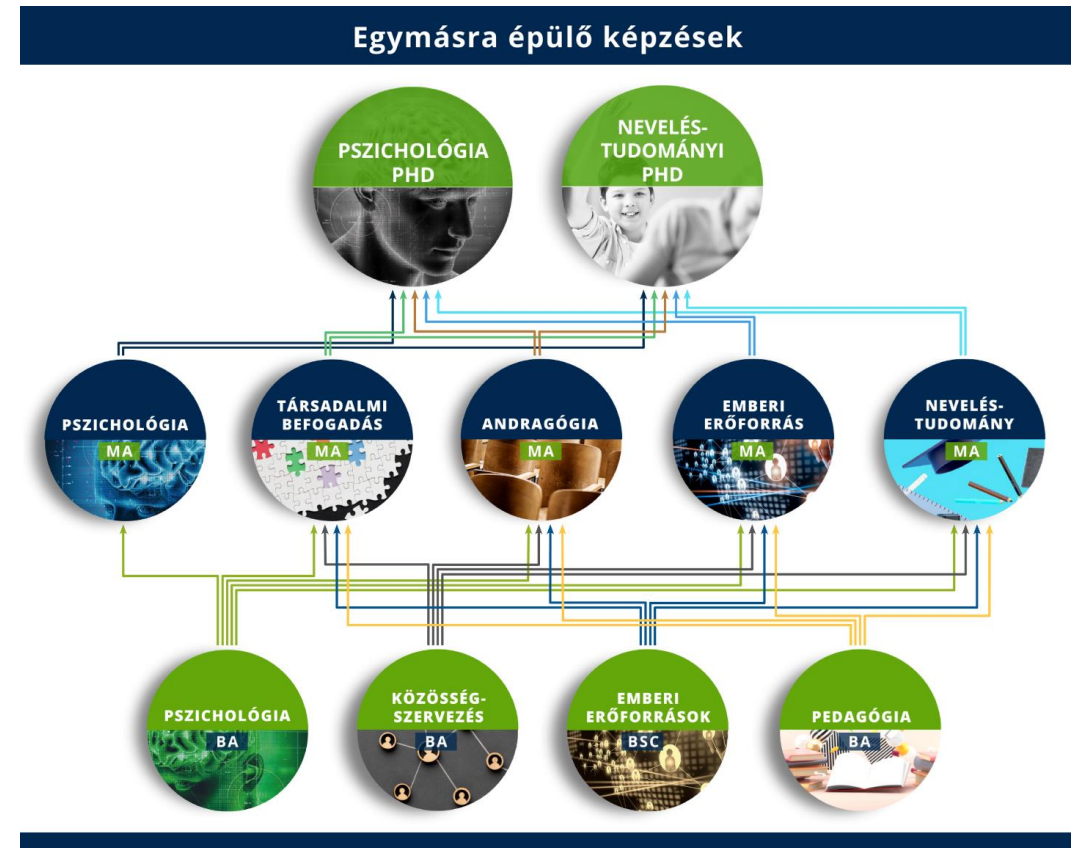 Egymásra épülő képzések
PSZICHOLÓGIA
PHD
NEVELÉS-
TUDOMÁNYI
PHD
PSZICHOLÓGIA
MA
TÁRSADALMI
BEFOGADÁS
MA
ANDRAGÓGIA
MA
EMBERI
ERŐFORRÁS
MA
NEVELÉS-
TUDOMÁNY
MA
PSZICHOLÓGIA
BA
KÖZÖSSÉG-
SZERVEZÉS
BA
EMBERI
ERŐFORRÁSOK
BSC
PEDAGÓGIA
BA